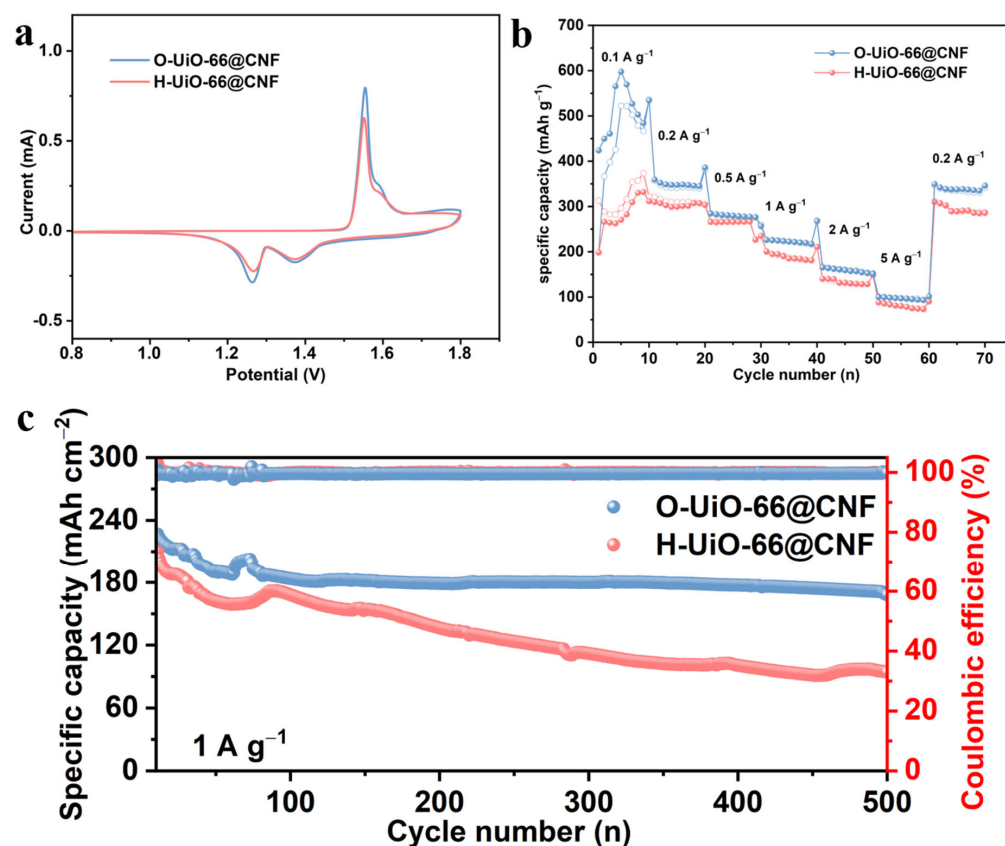 a
O-UiO-66@CNF
H-UiO-66@CNF
Current (mA)
1.0
0.5
0.0
-0.5
0.8 1.0 1.2 1.4 1.6 1.8
Potential (V)
b
O-UiO-66@CNF
H-UiO-66@CNF
specific capacity (mAh g⁻¹)
700
600
500
400
300
200
100
0
0.1 A g⁻¹
0.2 A g⁻¹
0.5 A g⁻¹
1 A g⁻¹
2 A g⁻¹
5 A g⁻¹
0.2 A g⁻¹
0 10 20 30 40 50 60 70
Cycle number (n)
c
Specific capacity (mAh cm⁻²)
300
240
180
120
60
0
O-UiO-66@CNF
H-UiO-66@CNF
1 A g⁻¹
100 200 300 400 500
Cycle number (n)
100
80
60
40
20
0
Coulombic efficiency (%)